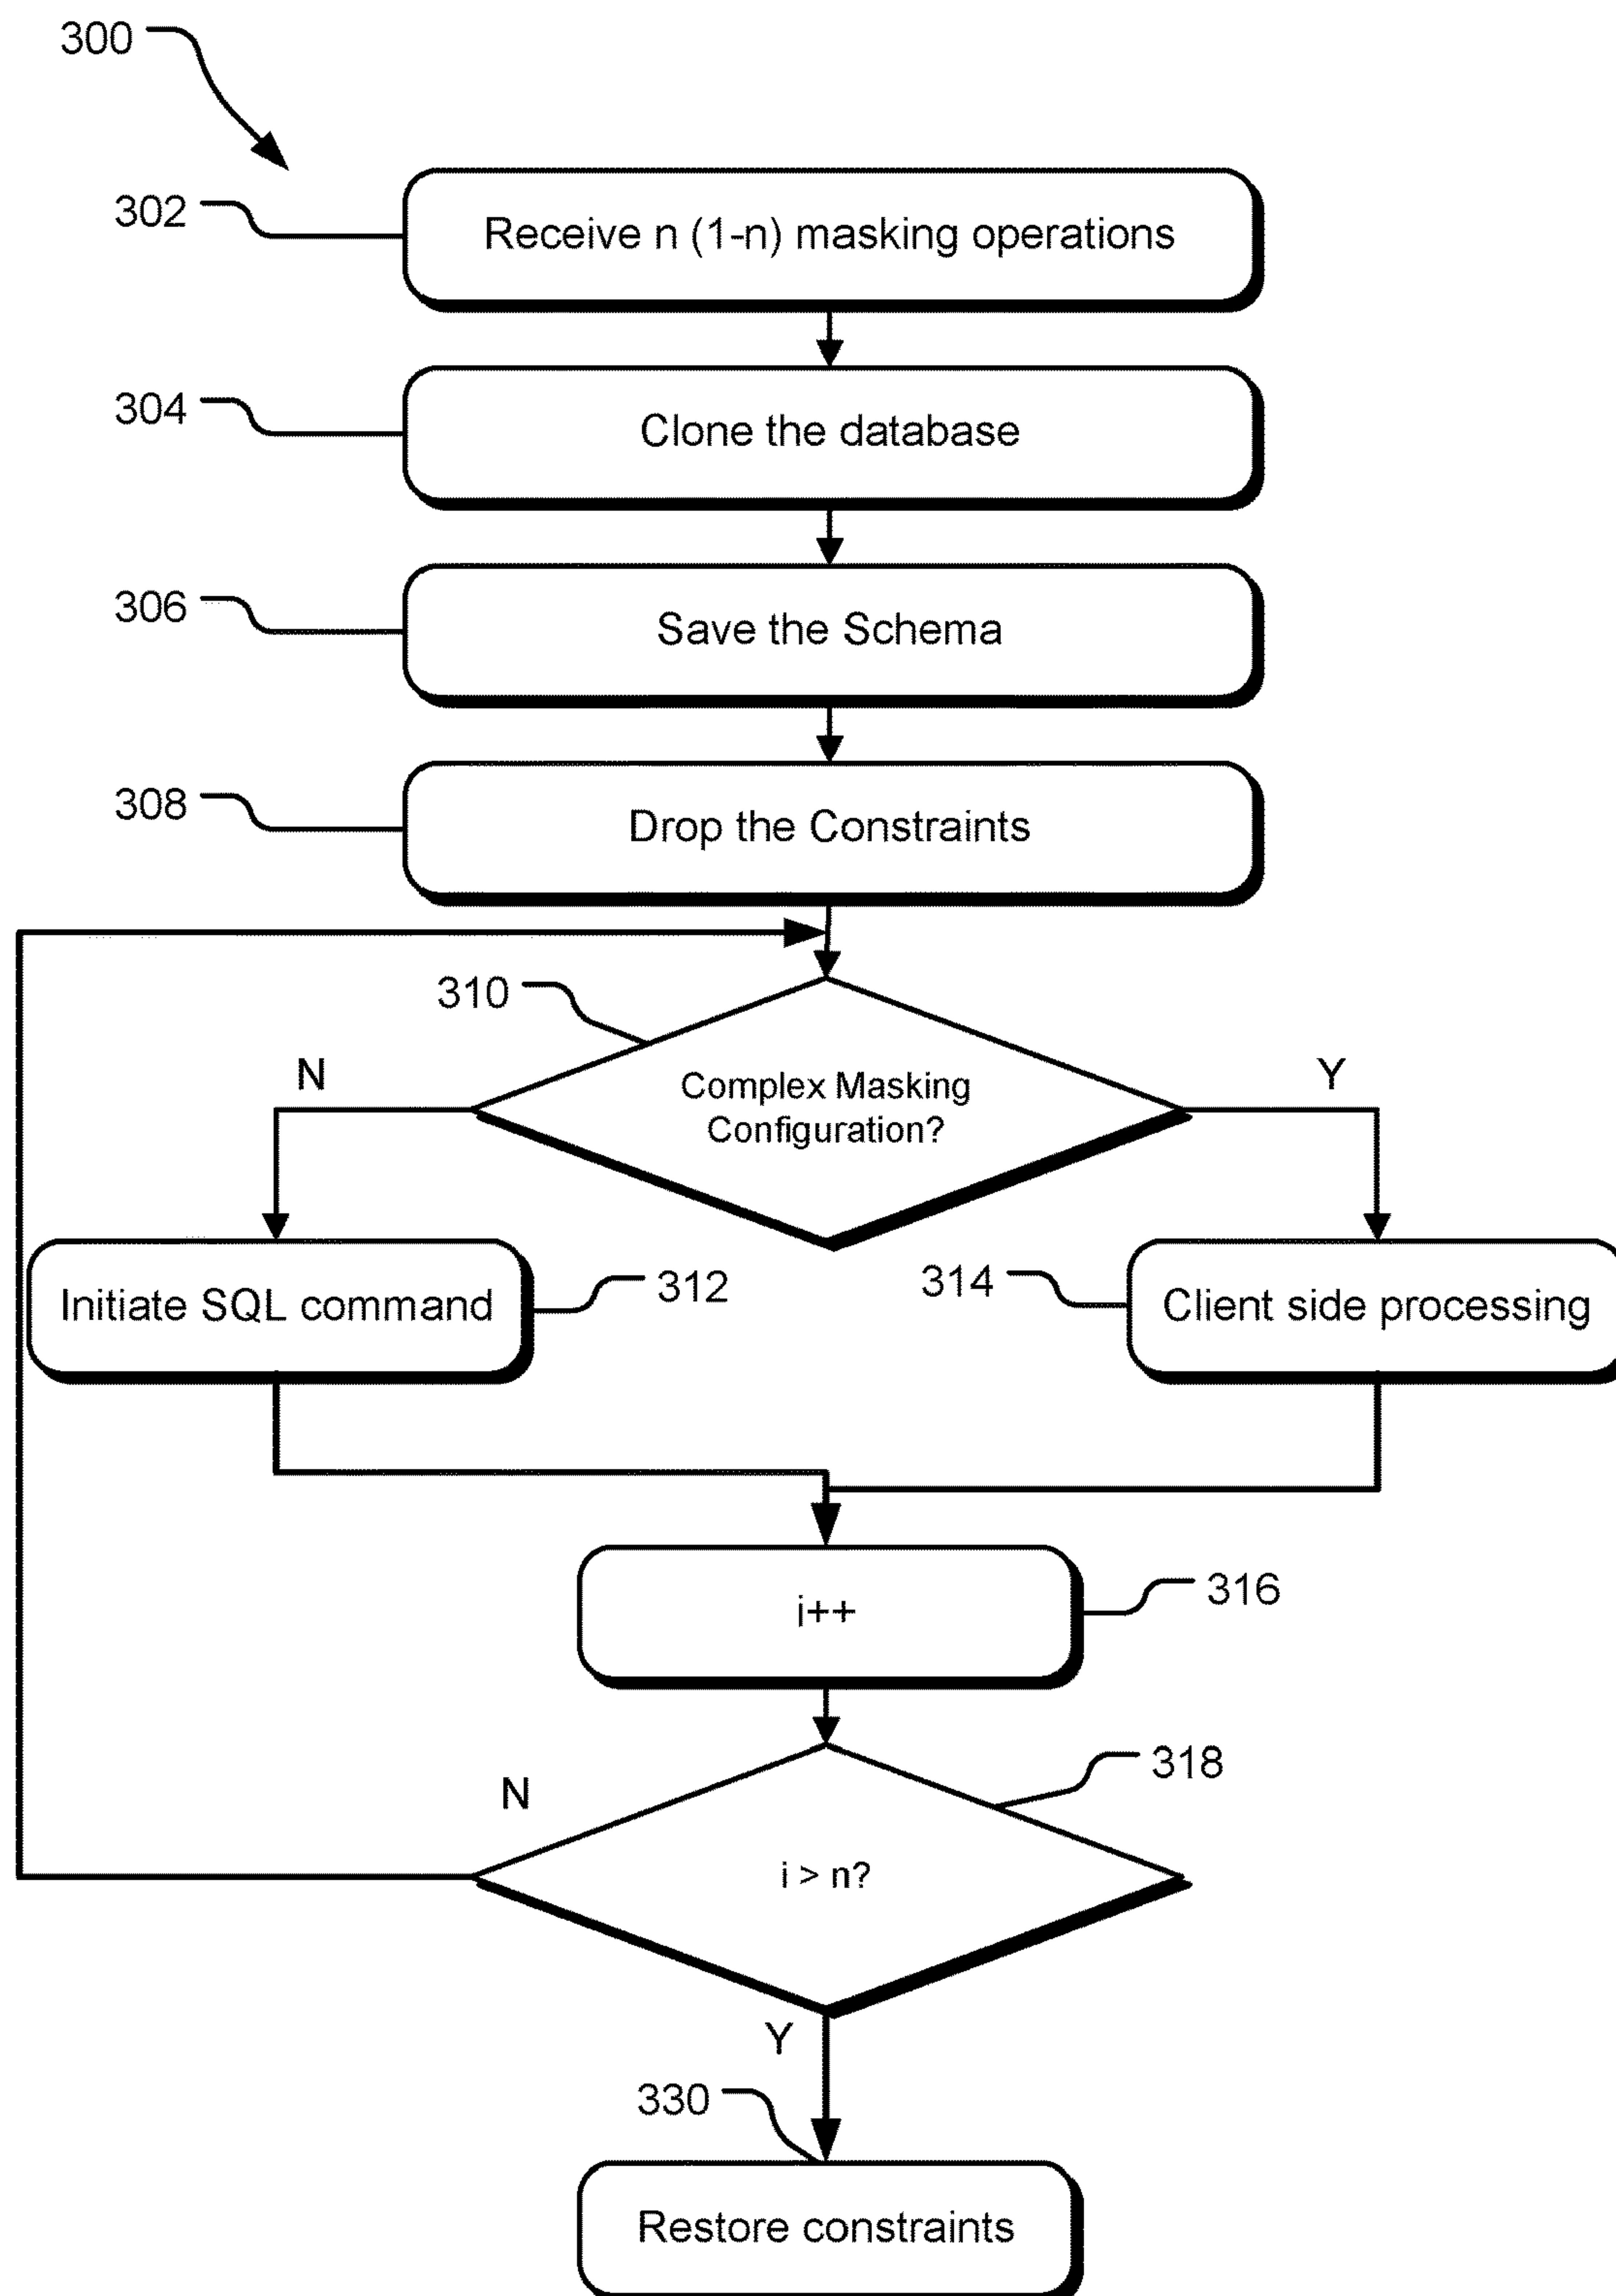 300
302
Receive n (1-n) masking operations
304
Clone the database
306
Save the Schema
308
Drop the Constraints
310
N
Complex Masking
Configuration?
Y
Initiate SQL command
312
314
Client side processing
i++
316
318
N
i > n?
Y
330
Restore constraints